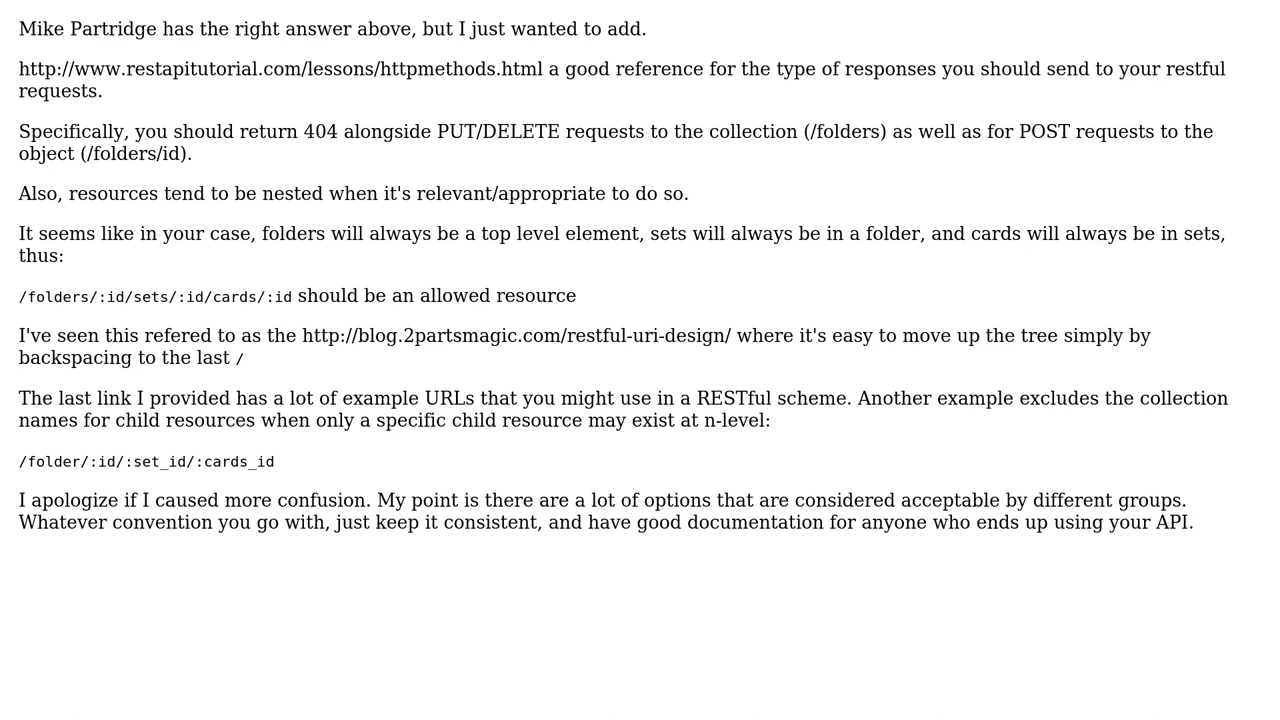 Mike Partridge has the right answer above, but I just wanted to add.
http://www.restapitutorial.com/lessons/httpmethods.html a good reference for the type of responses you should send to your restful
requests.
Specifically, you should return 404 alongside PUT/DELETE requests to the collection (/folders) as well as for POST requests to the
object (/folders/id).
Also, resources tend to be nested when it's relevant/appropriate to do so.
It seems like in your case, folders will always be a top level element, sets will always be in a folder, and cards will always be in sets,
thus:
/folders/:id/sets/:id/cards/:id should be an allowed resource
I've seen this refered to as the http://blog.2partsmagic.com/restful-uri-design/ where it's easy to move up the tree simply by
backspacing to the last /
The last link I provided has a lot of example URLs that you might use in a RESTful scheme. Another example excludes the collection
names for child resources when only a specific child resource may exist at n-level:
/folder/:id/:set_id/:cards_id
I apologize if I caused more confusion. My point is there are a lot of options that are considered acceptable by different groups.
Whatever convention you go with, just keep it consistent, and have good documentation for anyone who ends up using your API.